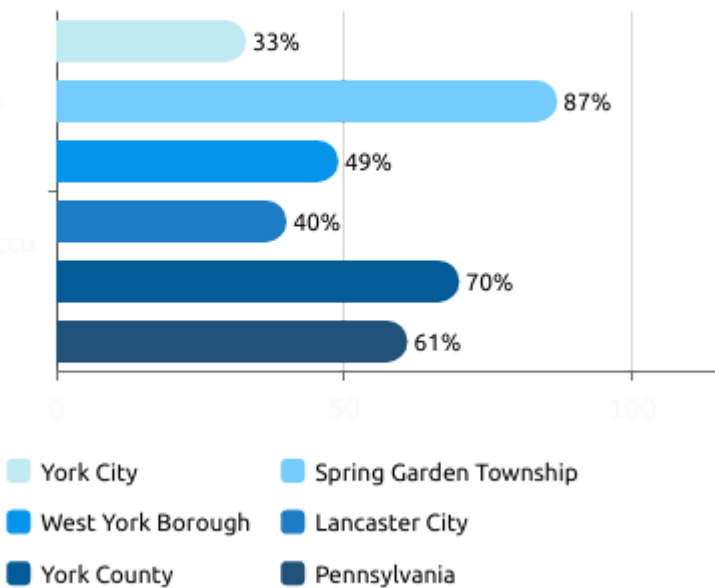 33%
87%
49%
40%
70%
61%
0 50 100
York City Spring Garden Township
West York Borough Lancaster City
York County Pennsylvania